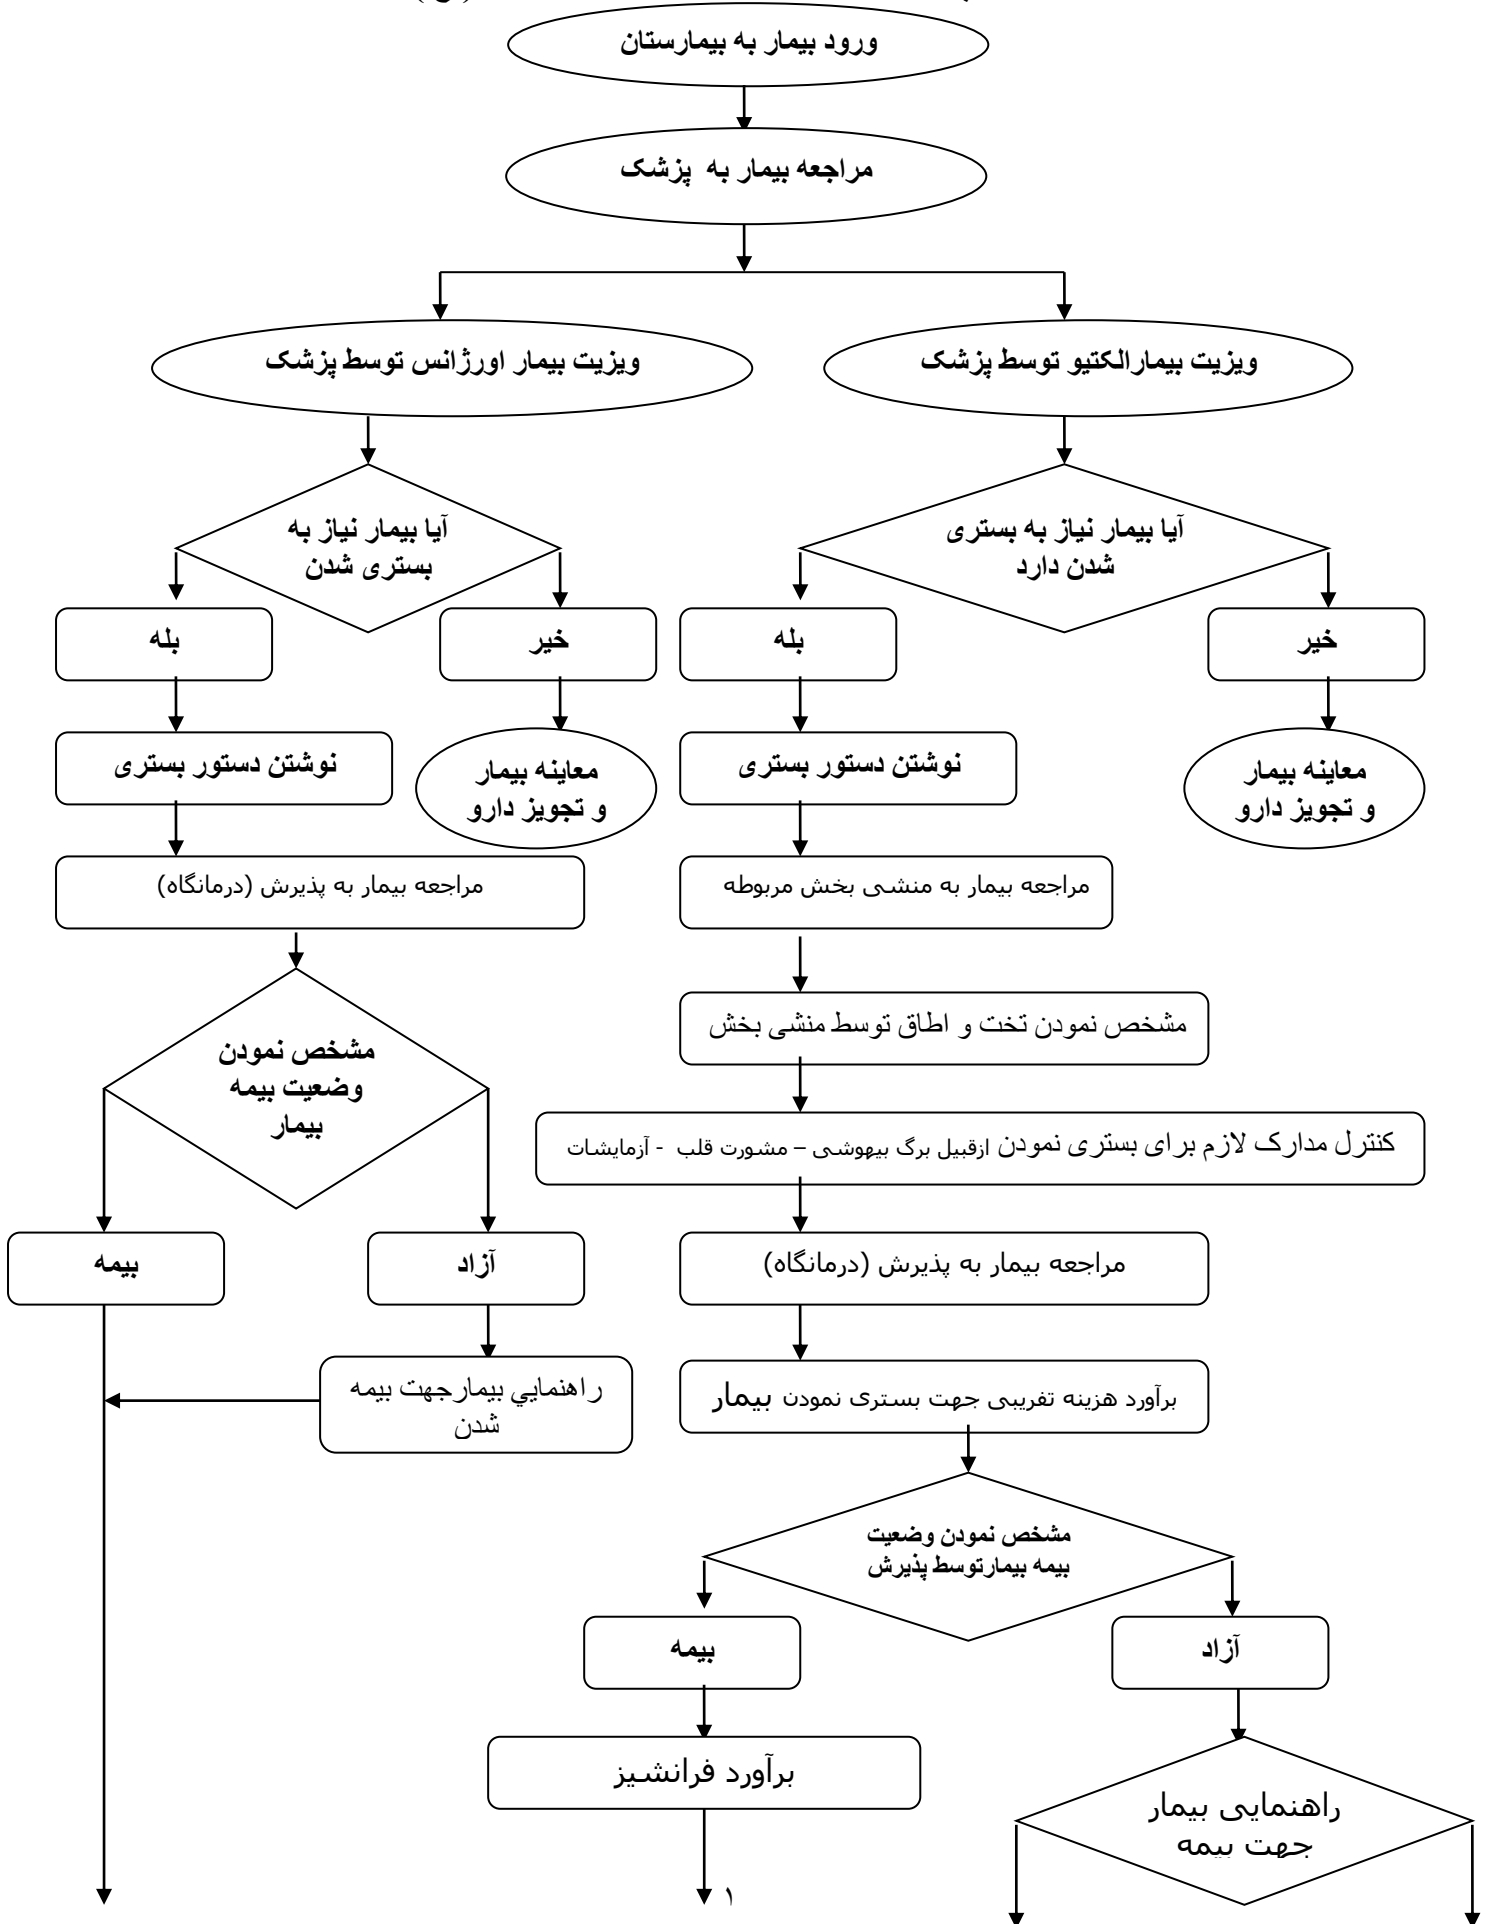 ورود بیمار به بیمارستان
مراجعه بیمار به پزشک
ویزیت بیمار اورژانس توسط پزشک
ویزیت بیمارالکتیو توسط پزشک
آیا بیمار نیاز به
بستری شدن
آیا بیمار نیاز به بستری
شدن دارد
بله
خیر
بله
خیر
نوشتن دستور بستری
معاینه بیمار
و تجویز دارو
نوشتن دستور بستری
معاینه بیمار
و تجویز دارو
مراجعه بیمار به پذیرش (درمانگاه)
مراجعه بیمار به منشی بخش مربوطه
مشخص نمودن تخت و اطاق توسط منشی بخش
مشخص نمودن
وضعیت بیمه
بیمار
کنترل مدارک لازم برای بستری نمودن ازقبیل برگ بیهوشی – مشورت قلب - آزمایشات
بیمه
آزاد
مراجعه بیمار به پذیرش (درمانگاه)
راهنمایي بیمارجهت بیمه
شدن
برآورد هزینه تفریبی جهت بستری نمودن بیمار
مشخص نمودن وضعیت
بیمه بیمارتوسط پذیرش
بیمه
آزاد
برآورد فرانشیز
راهنمایی بیمار
جهت بیمه
۱